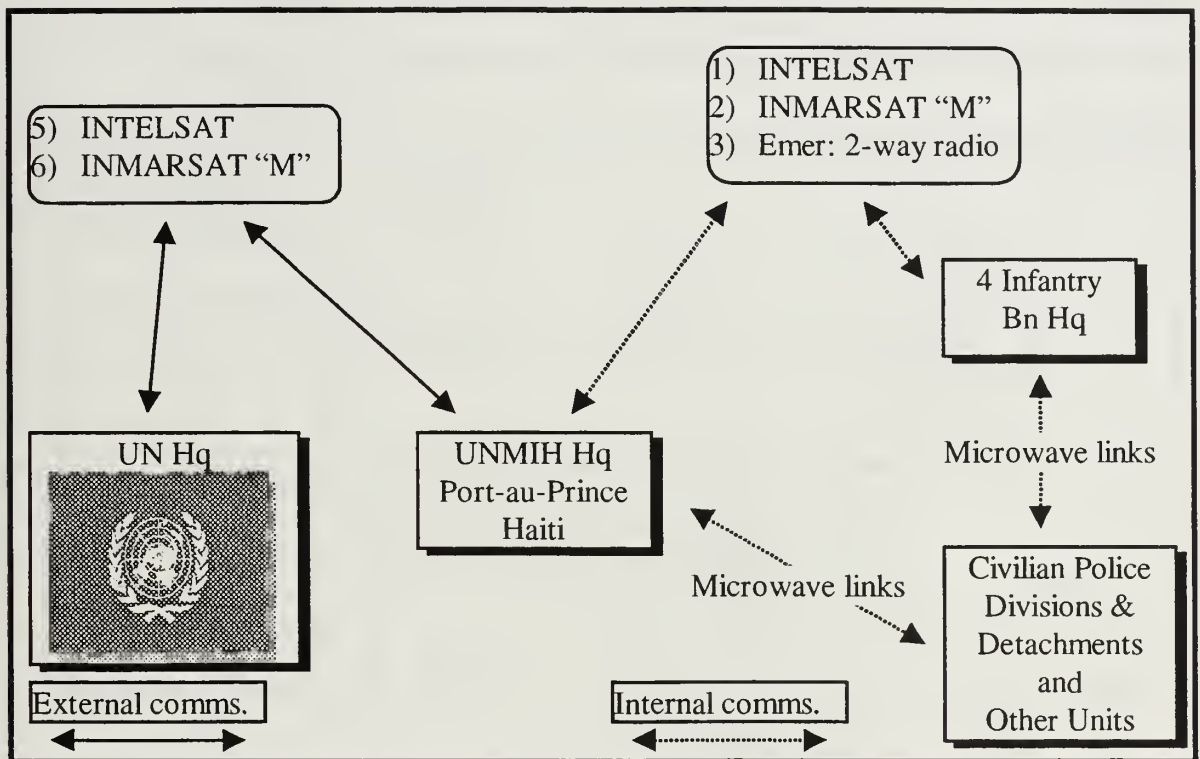 5) INTELSAT
6) INMARSAT “M”
1) INTELSAT
2) INMARSAT “M”
3) Emer: 2-way radio
4 Infantry
Bn Hq
UN Hq
UNMIH Hq
Port-au-Prince
Haiti
Microwave links
Microwave links
Civilian Police
Divisions &
Detachments
and
Other Units
External comms.
Internal comms.